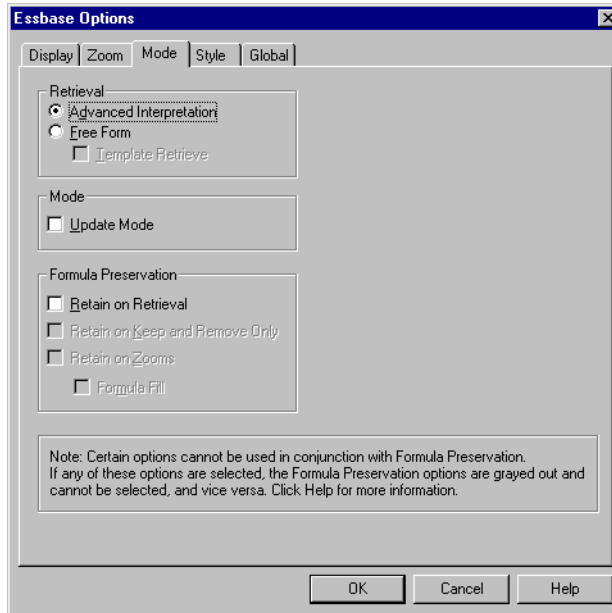 Essbase Options
Display Zoom Mode Style Global
Retrieval
Advanced Interpretation
Free Form
Template Retrieve
Mode
Update Mode
Formula Preservation
Retain on Retrieval
Retain on Keep and Remove Only
Retain on Zooms
Formula Fill
Note: Certain options cannot be used in conjunction with Formula Preservation.
If any of these options are selected, the Formula Preservation options are grayed out and
cannot be selected, and vice versa. Click Help for more information.
OK Cancel Help